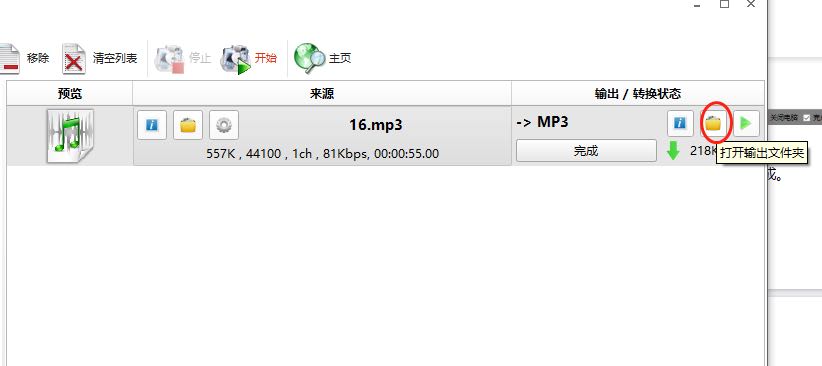 移除 清空列表 停止 开始 主页
预览 来源 输出 / 转换状态
16.mp3 -> MP3
557K , 44100 , 1ch , 81Kbps, 00:00:55.00 完成 218K
打开输出文件夹
关闭电脑